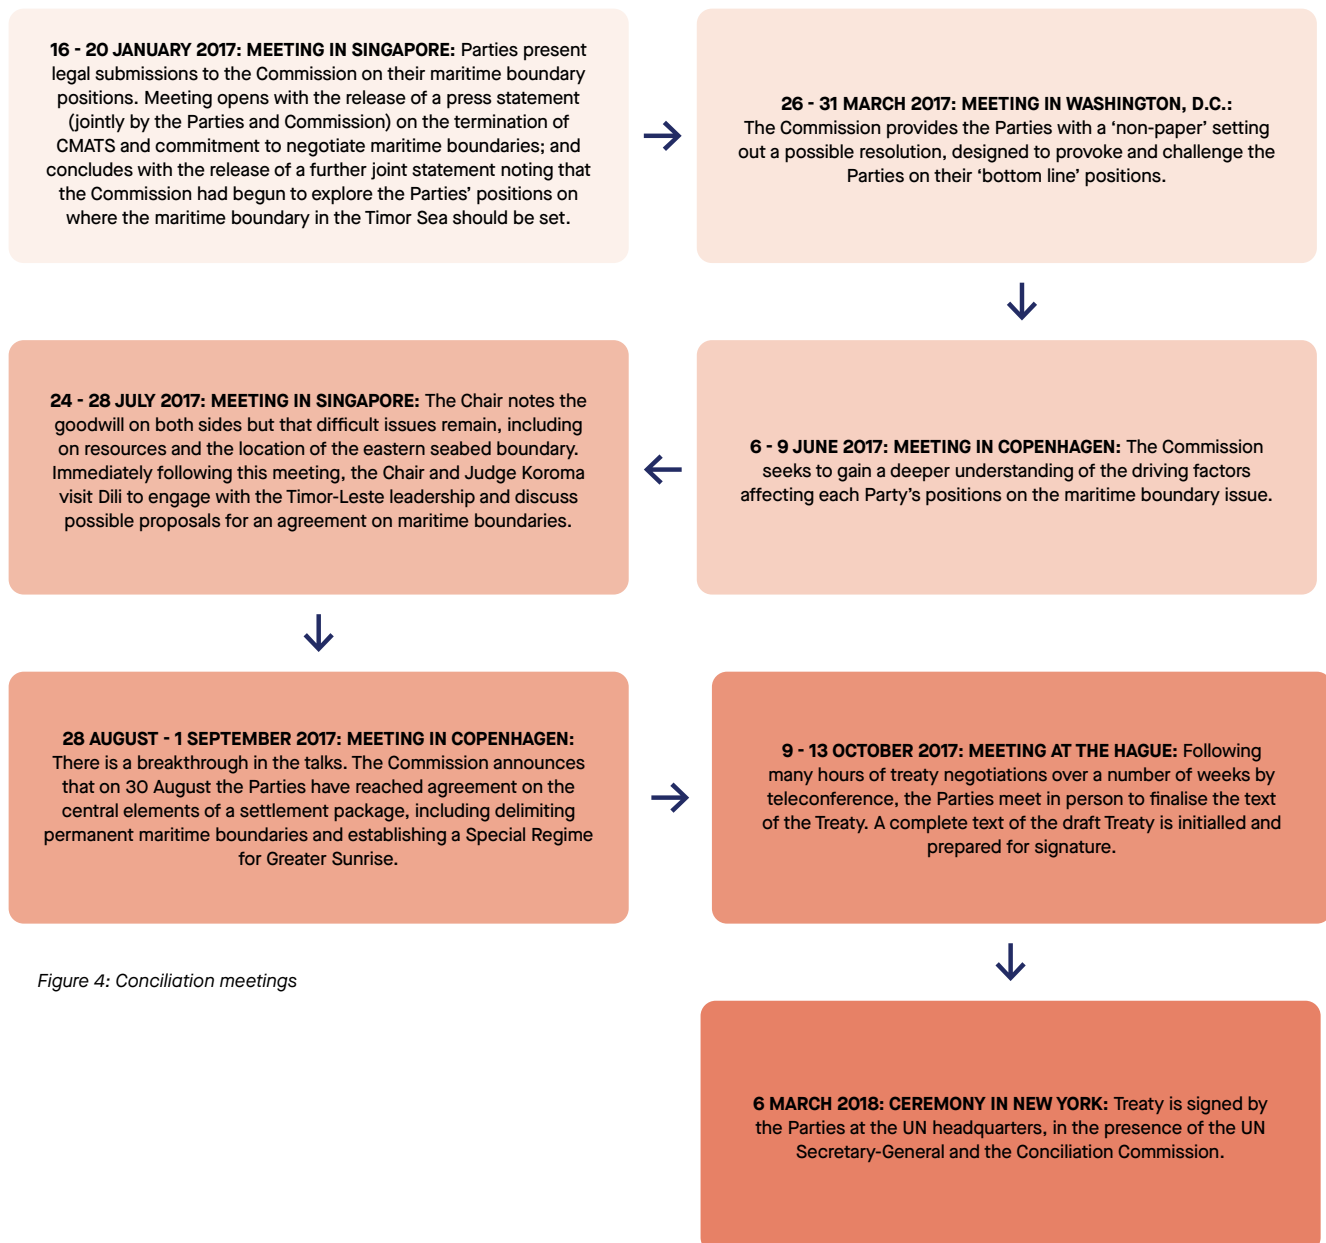 16 - 20 JANUARY 2017: MEETING IN SINGAPORE: Parties present
legal submissions to the Commission on their maritime boundary
positions. Meeting opens with the release of a press statement
(jointly by the Parties and Commission) on the termination of
CMATS and commitment to negotiate maritime boundaries; and
concludes with the release of a further joint statement noting that
the Commission had begun to explore the Parties’ positions on
where the maritime boundary in the Timor Sea should be set.
26 - 31 MARCH 2017: MEETING IN WASHINGTON, D.C.:
The Commission provides the Parties with a ‘non-paper’ setting
out a possible resolution, designed to provoke and challenge the
Parties on their ‘bottom line’ positions.
6 - 9 JUNE 2017: MEETING IN COPENHAGEN: The Commission
seeks to gain a deeper understanding of the driving factors
affecting each Party’s positions on the maritime boundary issue.
24 - 28 JULY 2017: MEETING IN SINGAPORE: The Chair notes the
goodwill on both sides but that difficult issues remain, including
on resources and the location of the eastern seabed boundary.
Immediately following this meeting, the Chair and Judge Koroma
visit Dili to engage with the Timor-Leste leadership and discuss
possible proposals for an agreement on maritime boundaries.
28 AUGUST - 1 SEPTEMBER 2017: MEETING IN COPENHAGEN:
There is a breakthrough in the talks. The Commission announces
that on 30 August the Parties have reached agreement on the
central elements of a settlement package, including delimiting
permanent maritime boundaries and establishing a Special Regime
for Greater Sunrise.
9 - 13 OCTOBER 2017: MEETING AT THE HAGUE: Following
many hours of treaty negotiations over a number of weeks by
teleconference, the Parties meet in person to finalise the text
of the Treaty. A complete text of the draft Treaty is initialled and
prepared for signature.
6 MARCH 2018: CEREMONY IN NEW YORK: Treaty is signed by
the Parties at the UN headquarters, in the presence of the UN
Secretary-General and the Conciliation Commission.
Figure 4: Conciliation meetings